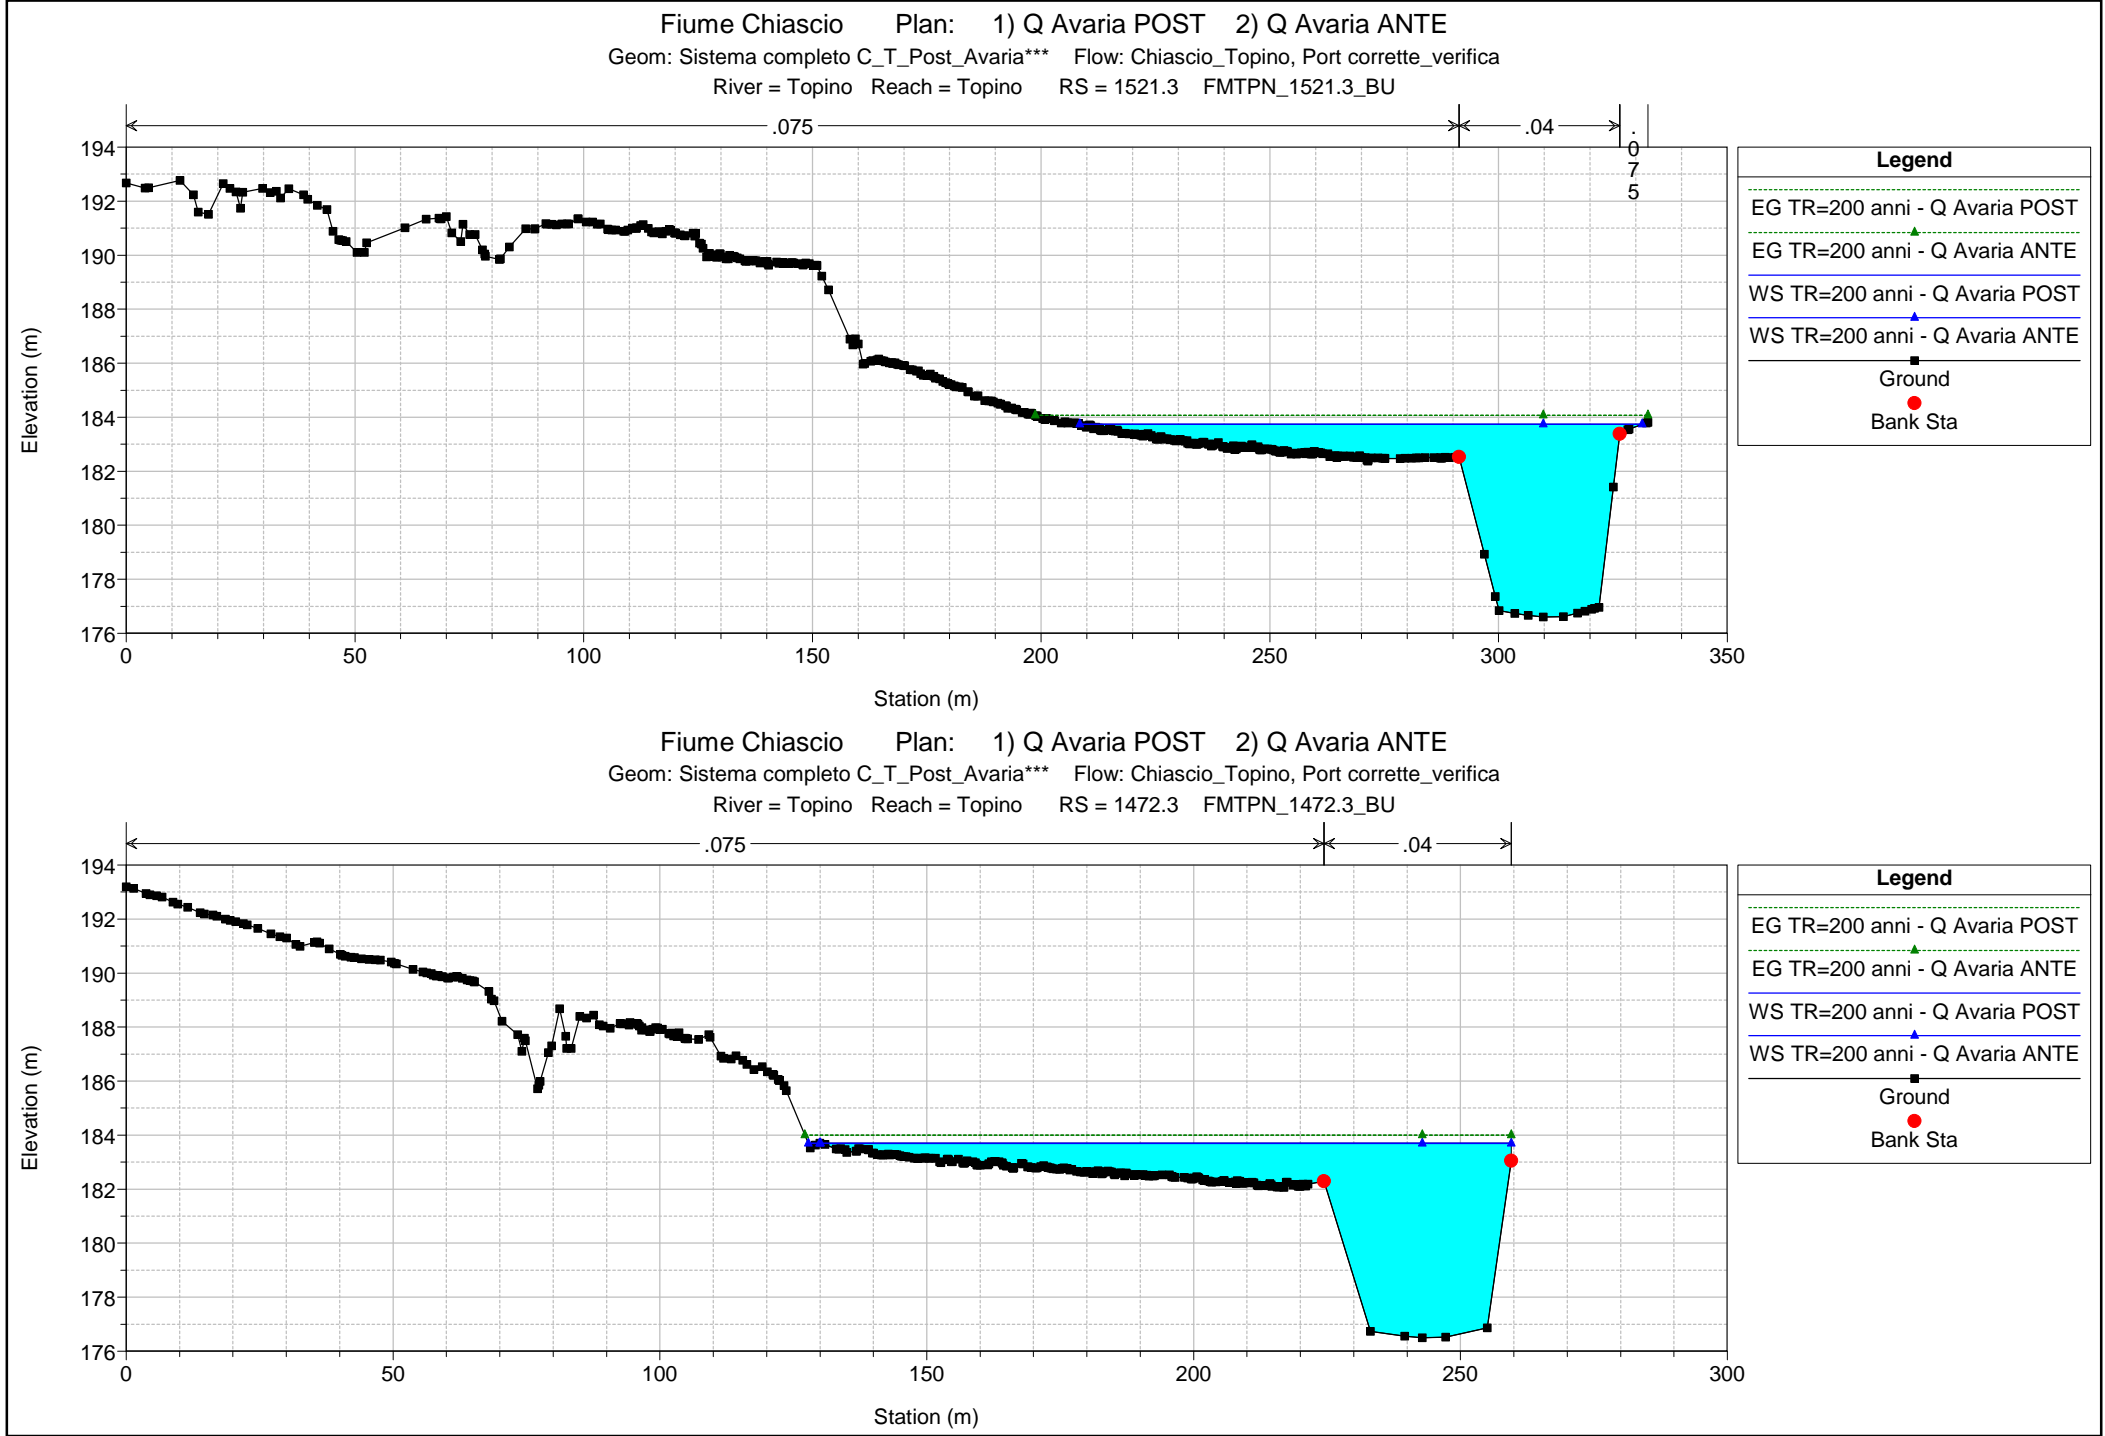 Fiume Chiascio Plan: 1) Q Avaria POST 2) Q Avaria ANTE
Geom: Sistema completo C_T_Post_Avaria*** Flow: Chiascio_Topino, Port corrette_verifica
River = Topino Reach = Topino RS = 1521.3 FMTPN_1521.3_BU
.075
.04
.075
194
192
190
188
186
184
182
180
178
176
0
50
100
150
200
250
300
350
Station (m)
Elevation (m)
Legend
EG TR=200 anni - Q Avaria POST
EG TR=200 anni - Q Avaria ANTE
WS TR=200 anni - Q Avaria POST
WS TR=200 anni - Q Avaria ANTE
Ground
Bank Sta
Fiume Chiascio Plan: 1) Q Avaria POST 2) Q Avaria ANTE
Geom: Sistema completo C_T_Post_Avaria*** Flow: Chiascio_Topino, Port corrette_verifica
River = Topino Reach = Topino RS = 1472.3 FMTPN_1472.3_BU
.075
.04
194
192
190
188
186
184
182
180
178
176
0
50
100
150
200
250
300
Station (m)
Elevation (m)
Legend
EG TR=200 anni - Q Avaria POST
EG TR=200 anni - Q Avaria ANTE
WS TR=200 anni - Q Avaria POST
WS TR=200 anni - Q Avaria ANTE
Ground
Bank Sta